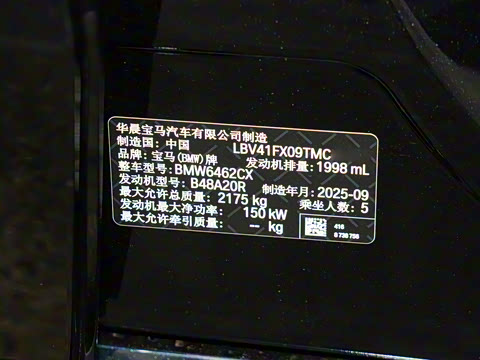 华晨宝马汽车有限公司制造
制造国: 中国 LBV41FX09TMC
品牌: 宝马(BMW)牌 发动机排量: 1998 mL
整车型号: BMW6462CX
发动机型号: B48A20R 制造年月: 2025-09
最大允许总质量: 2175 kg 乘坐人数: 5
发动机最大净功率: 150 kW
最大允许牵引质量: -- kg
416
8 738 756